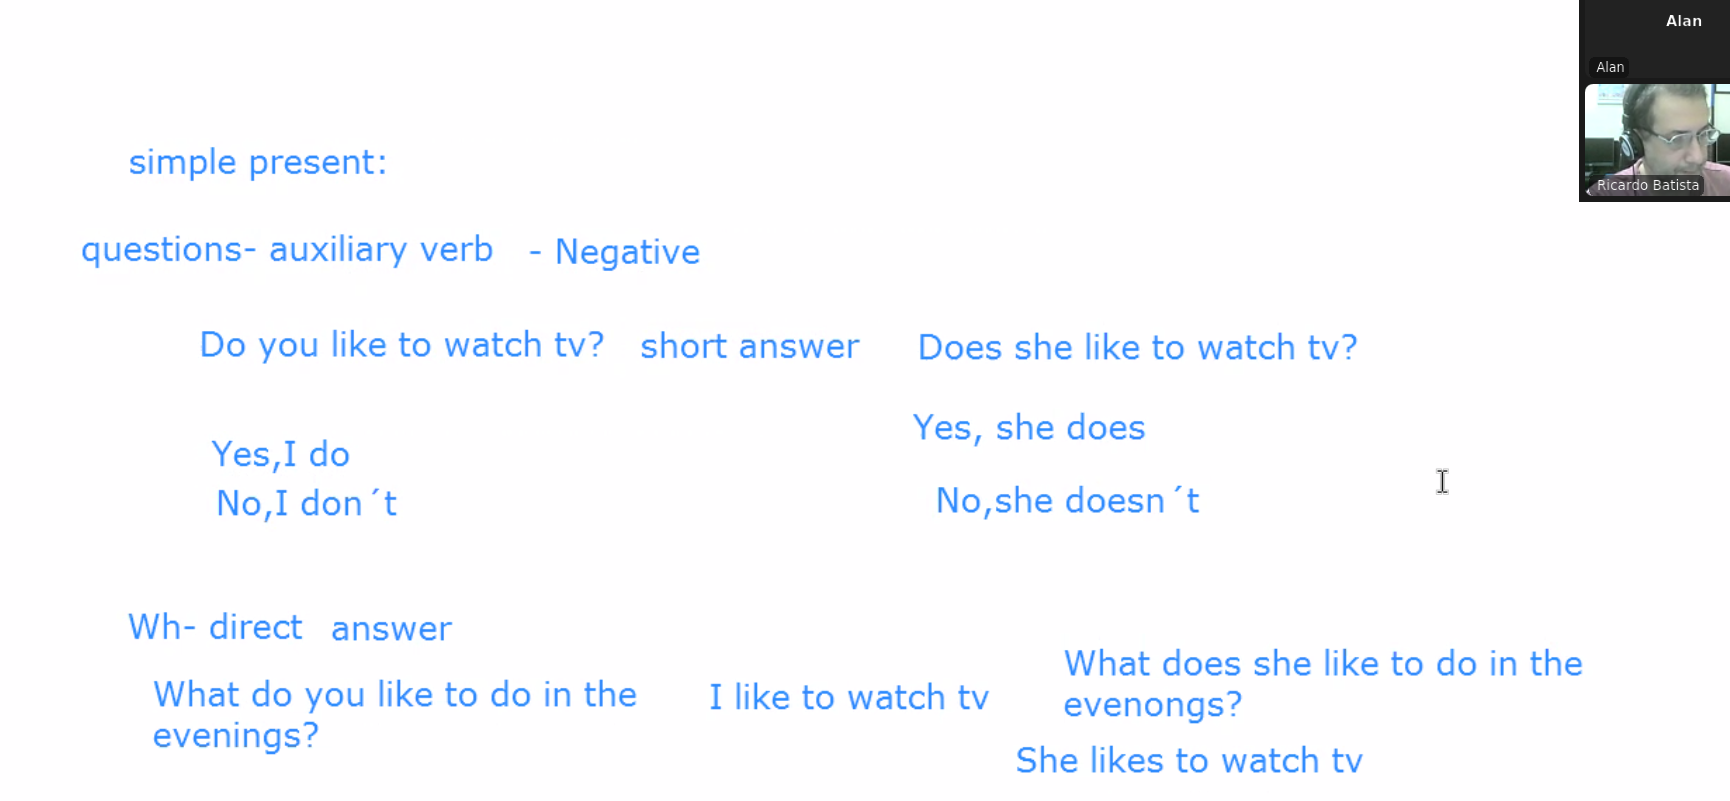 Alan
Alan
Ricardo Batista
simple present:
questions- auxiliary verb - Negative
Do you like to watch tv? short answer Does she like to watch tv?
Yes, she does
Yes,I do
No,I don´t
No,she doesn´t
Wh- direct answer
What do you like to do in the
evenings?
I like to watch tv
What does she like to do in the
evenongs?
She likes to watch tv